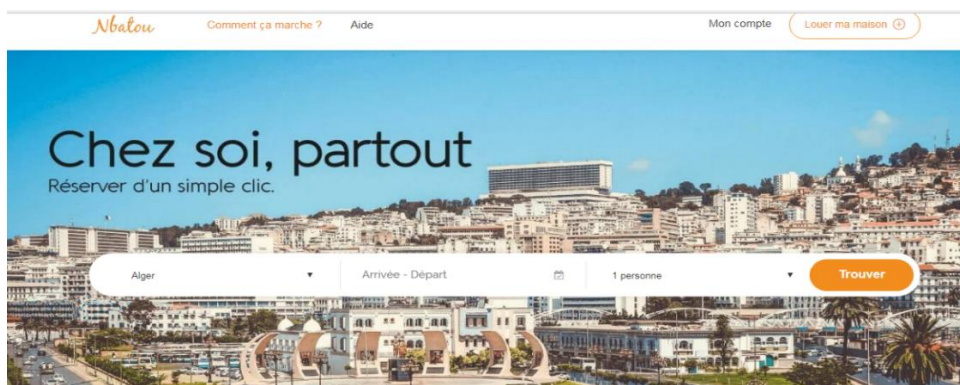 Nbatou Comment ça marche ? Aide Mon compte Louer ma maison
Chez soi, partout
Réserver d'un simple clic.
Alger Arrivée - Départ 1 personne Trouver